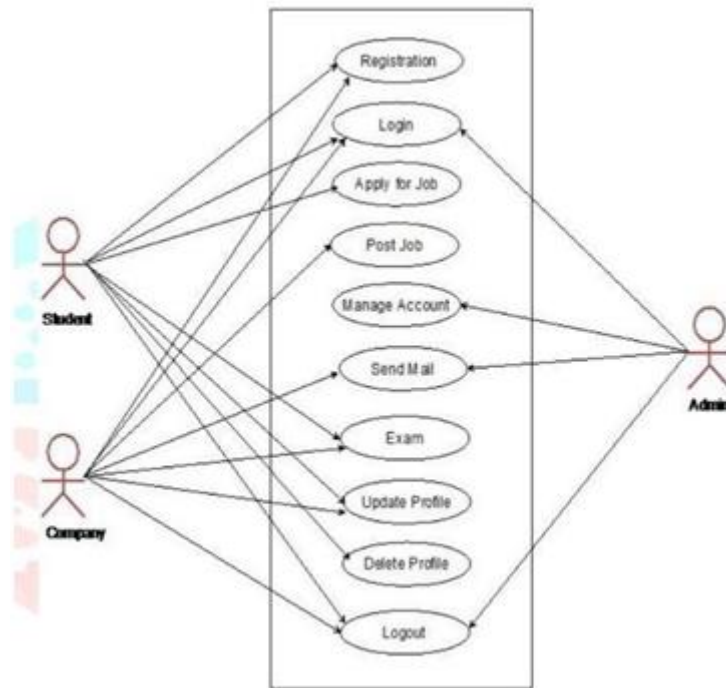 Registration
Login
Apply for Job
Post Job
Manage Account
Send Mail
Exam
Update Profile
Delete Profile
Logout
Student
Company
Admin